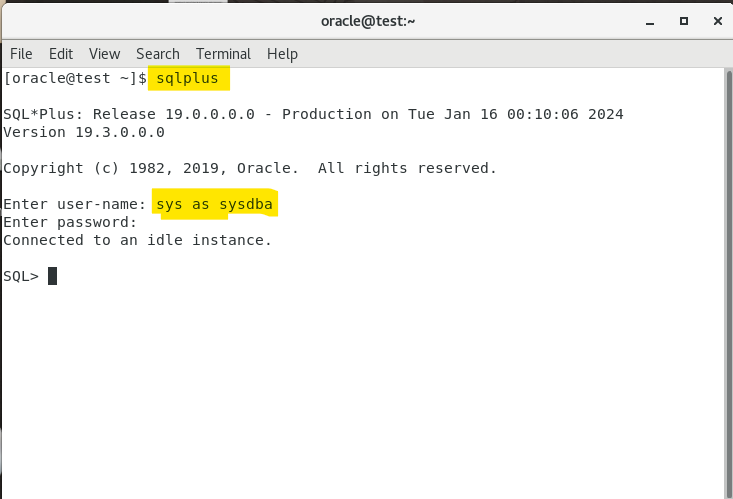 oracle@test:~
File Edit View Search Terminal Help
[oracle@test ~]$ sqlplus
SQL*Plus: Release 19.0.0.0.0 - Production on Tue Jan 16 00:10:06 2024
Version 19.3.0.0.0
Copyright (c) 1982, 2019, Oracle.  All rights reserved.
Enter user-name: sys as sysdba
Enter password:
Connected to an idle instance.
SQL>